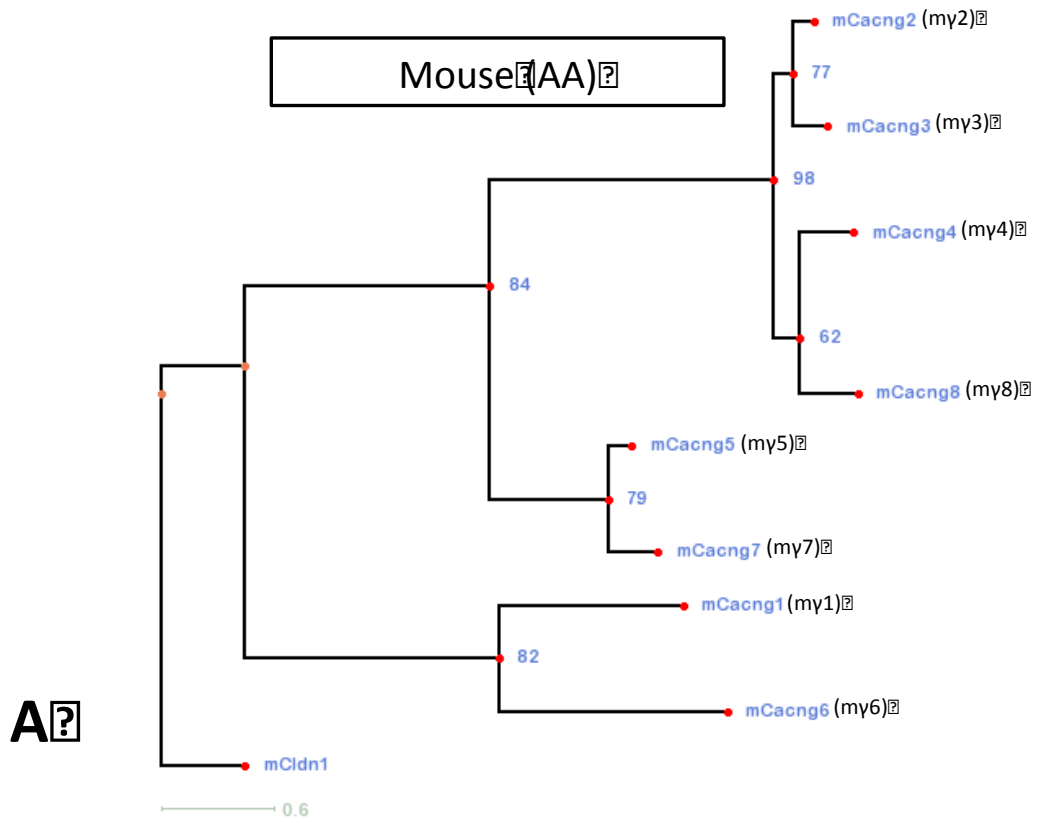 mCacng2 (mγ2)
Mouse (AA)
77
mCacng3 (mγ3)
98
mCacng4 (mγ4)
84
62
mCacng8 (mγ8)
mCacng5 (mγ5)
79
mCacng7 (mγ7)
mCacng1 (mγ1)
82
mCacng6 (mγ6)
A
mCldn1
0.6